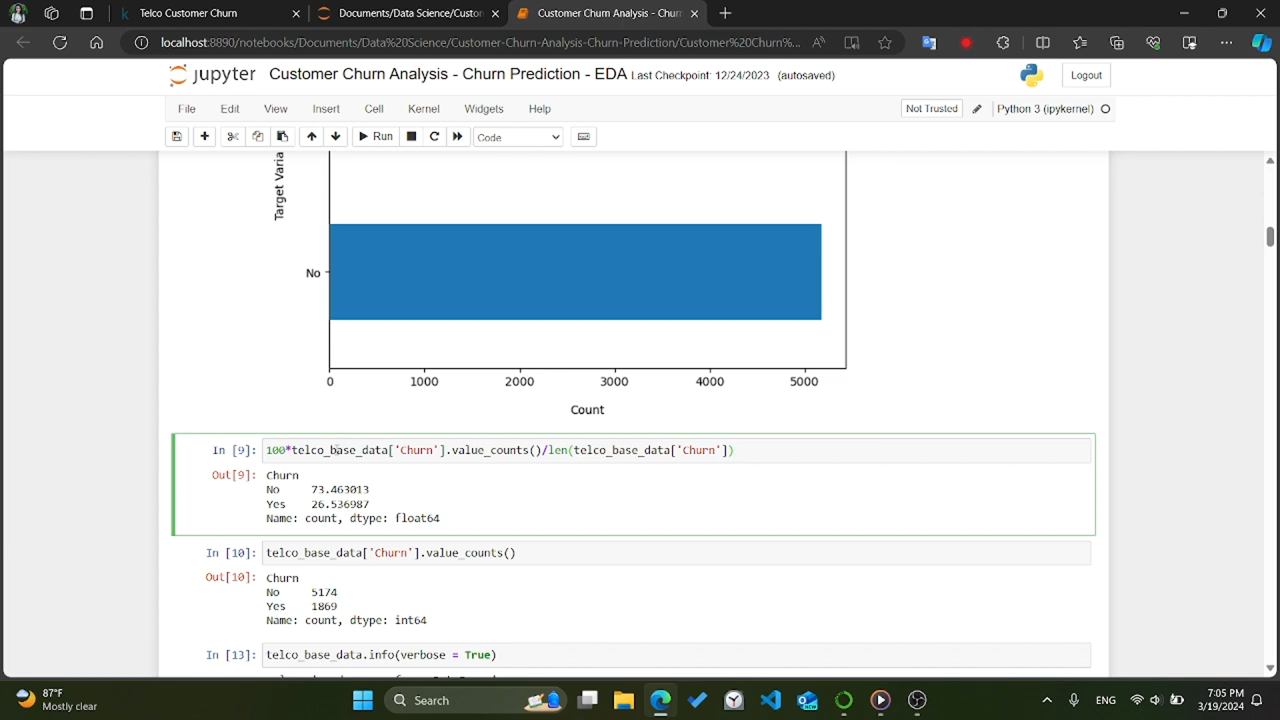 Telco Customer Churn
Documents/Data Science/Custor
Customer Churn Analysis - Churn
localhost:8890/notebooks/Documents/Data%20Science/Customer-Churn-Analysis-Churn-Prediction/Customer%20Churn%...
jupyter Customer Churn Analysis - Churn Prediction - EDA Last Checkpoint: 12/24/2023 (autosaved)
Logout
File Edit View Insert Cell Kernel Widgets Help
Not Trusted
Python 3 (ipykernel)
Run
Code
Target Varia
No
0 1000 2000 3000 4000 5000
Count
In [9]: 100*telco_base_data['Churn'].value_counts()/len(telco_base_data['Churn'])
Out[9]: Churn
No 73.463013
Yes 26.536987
Name: count, dtype: float64
In [10]: telco_base_data['Churn'].value_counts()
Out[10]: Churn
No 5174
Yes 1869
Name: count, dtype: int64
In [13]: telco_base_data.info(verbose = True)
87°F
Mostly clear
Search
ENG
7:05 PM
3/19/2024